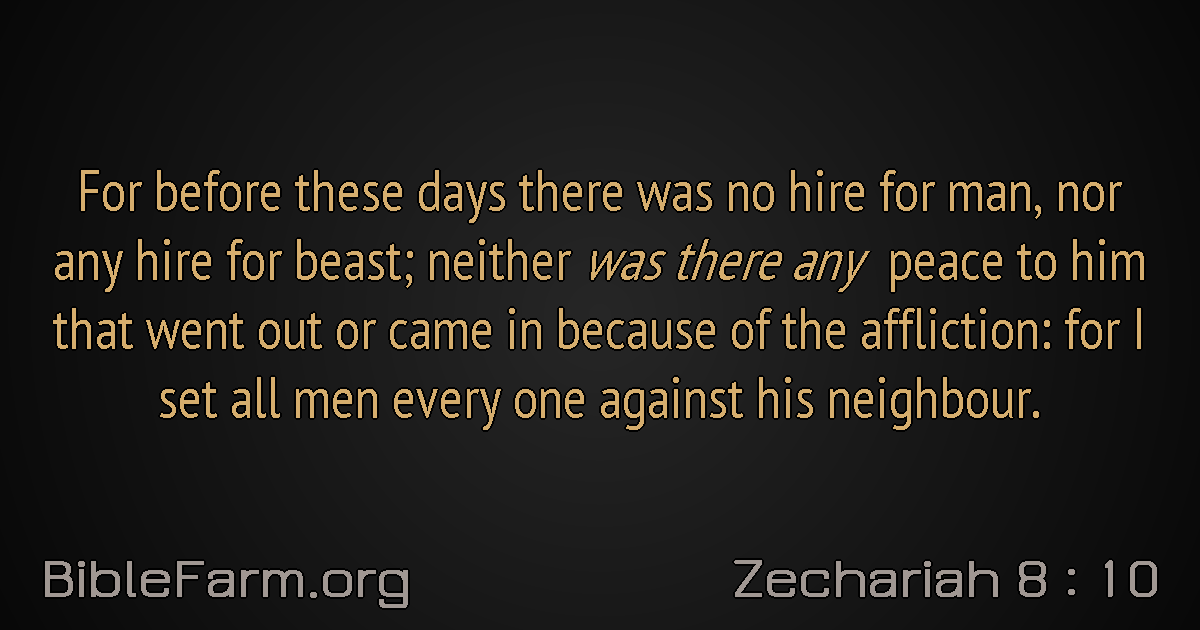 For before these days there was no hire for man, nor
any hire for beast; neither was there any peace to him
that went out or came in because of the affliction: for I
set all men every one against his neighbour.
BibleFarm.org
Zechariah 8 : 10